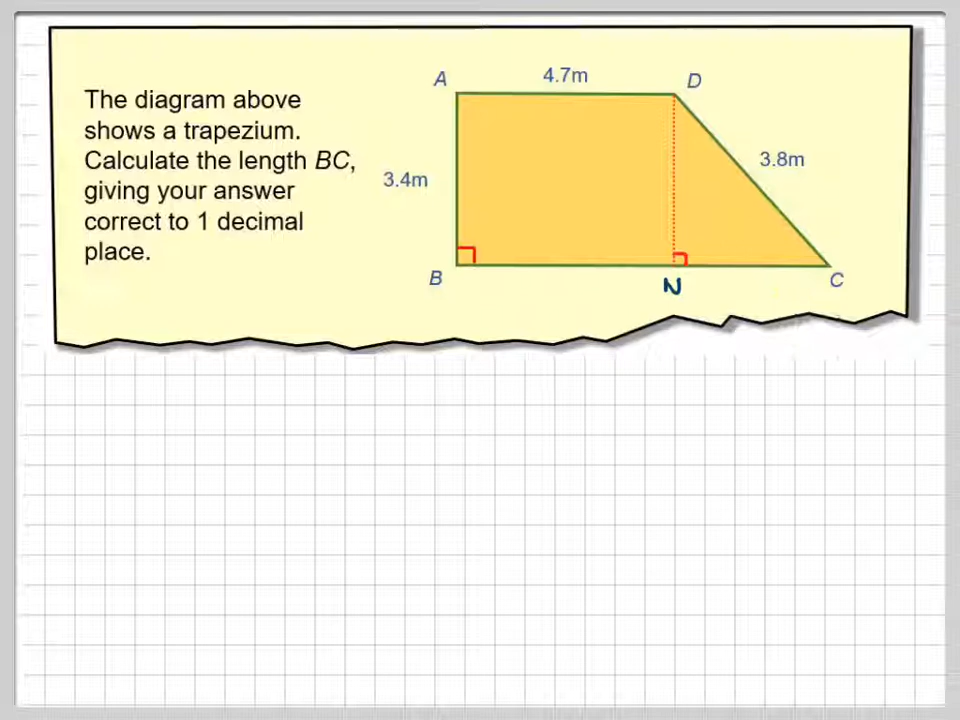 The diagram above
shows a trapezium.
Calculate the length BC,
giving your answer
correct to 1 decimal
place.
A
4.7m
D
3.4m
3.8m
B
N
C